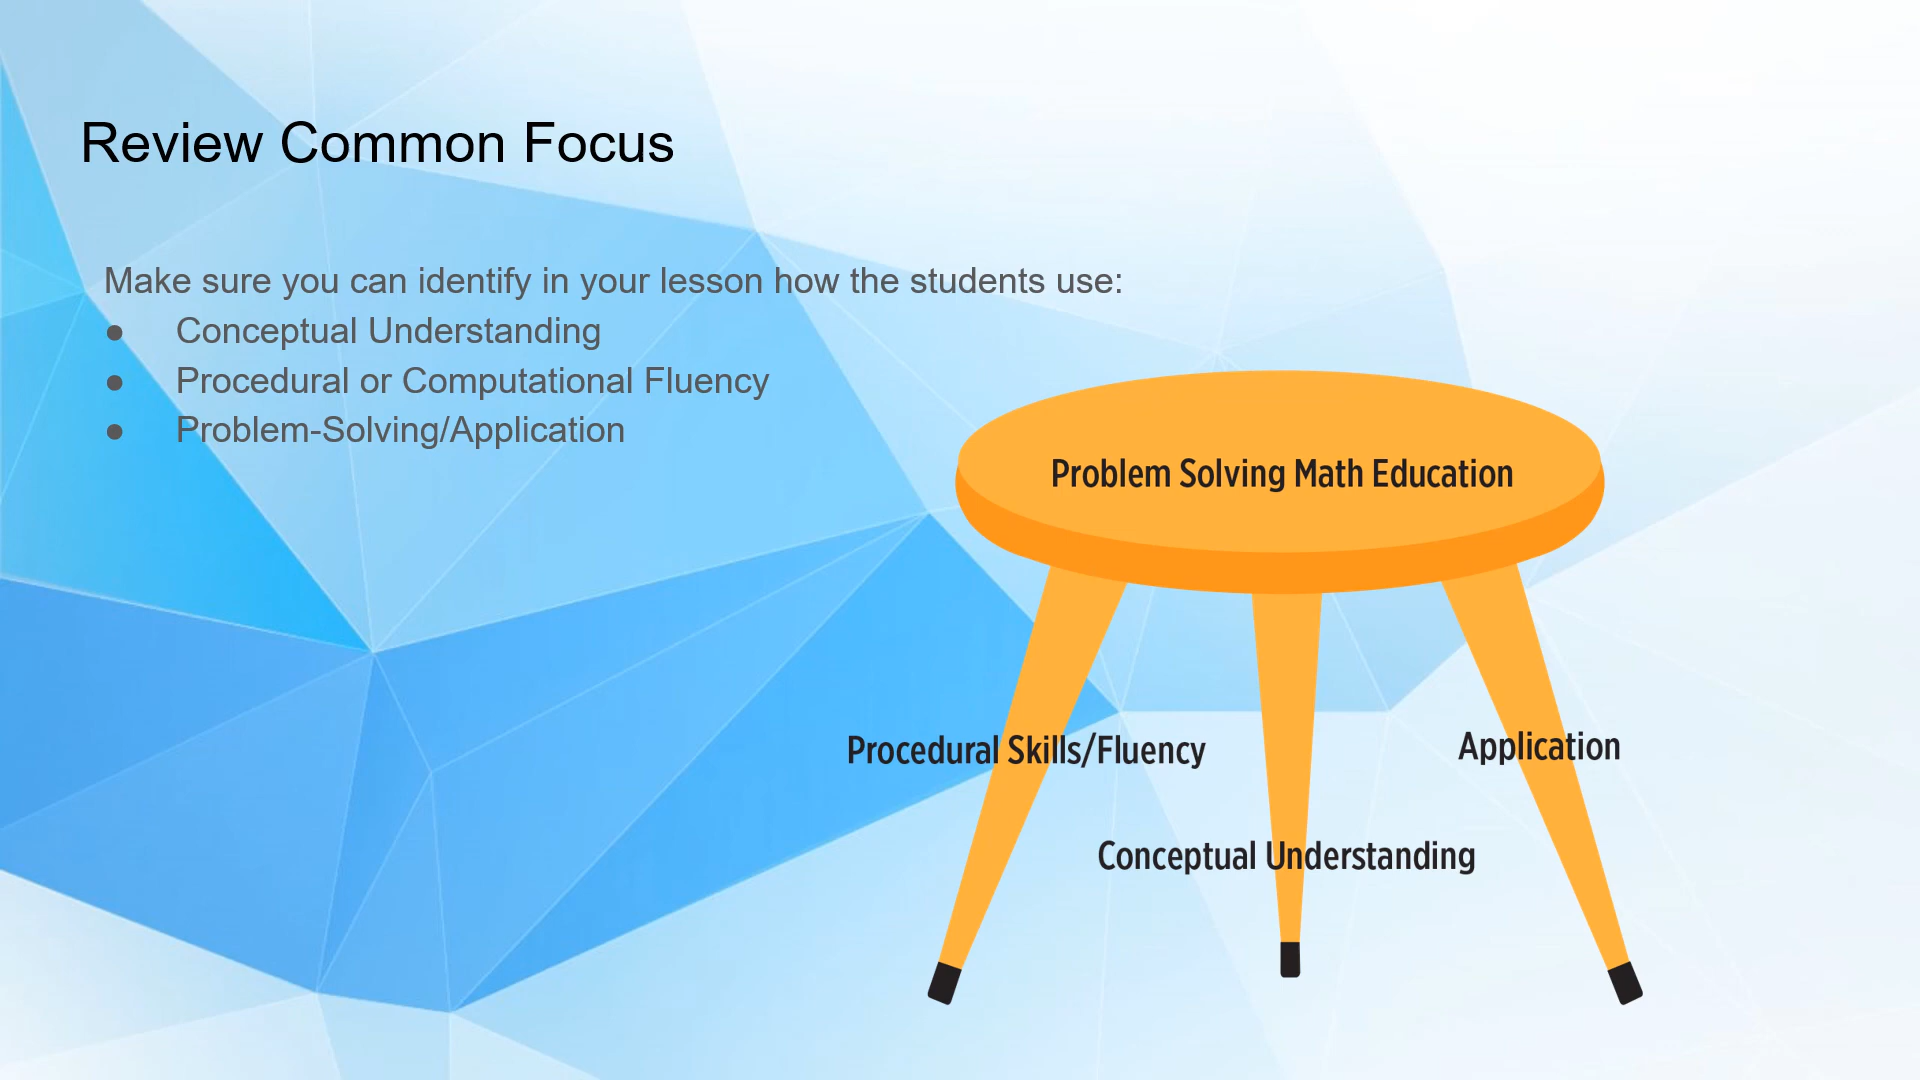 Review Common Focus
Make sure you can identify in your lesson how the students use:
● Conceptual Understanding
● Procedural or Computational Fluency
● Problem-Solving/Application
Problem Solving Math Education
Procedural Skills/Fluency
Application
Conceptual Understanding